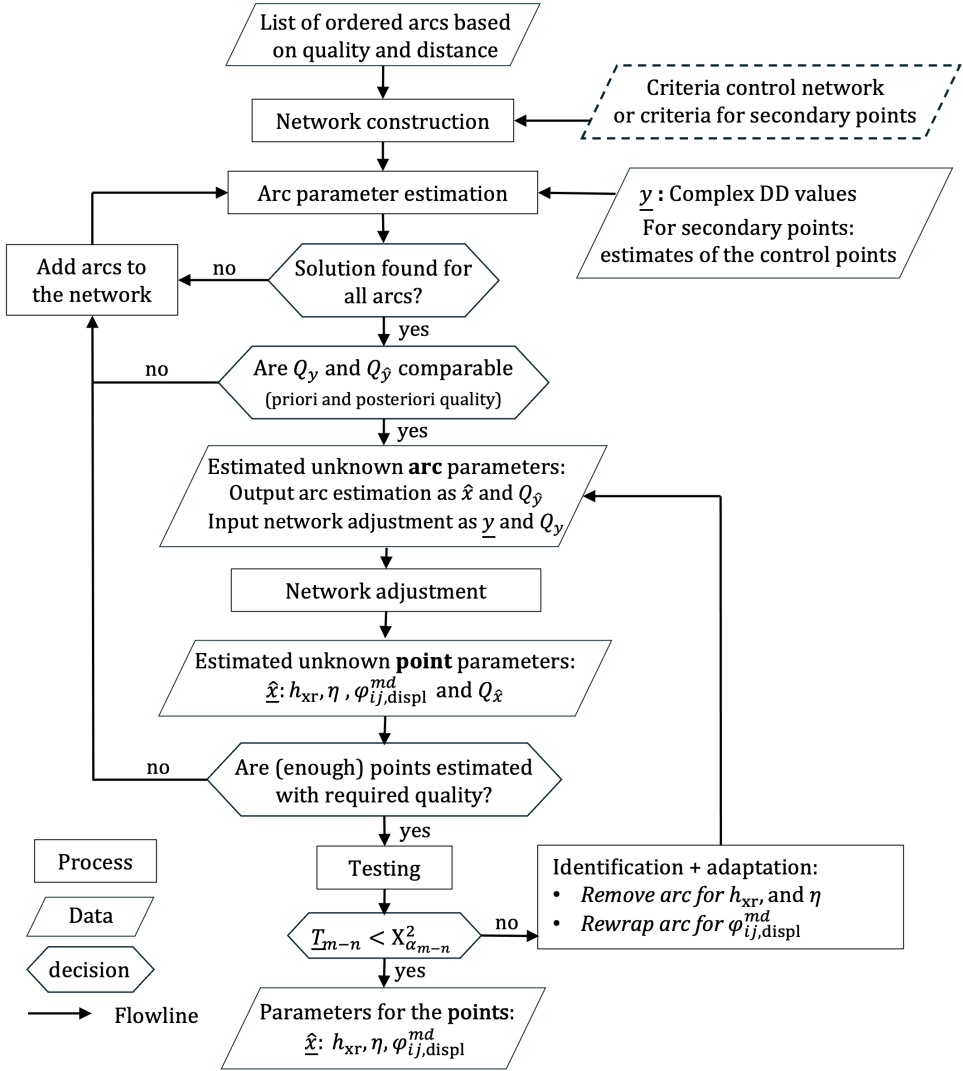 List of ordered arcs based
on quality and distance
Criteria control network
or criteria for secondary points
Network construction
Arc parameter estimation
y : Complex DD values
For secondary points:
estimates of the control points
Add arcs to
the network
no
Solution found for
all arcs?
yes
no
Are Q_y and Q_ŷ comparable
(priori and posteriori quality)
yes
Estimated unknown arc parameters:
Output arc estimation as x̂ and Q_ŷ
Input network adjustment as y and Q_y
Network adjustment
Estimated unknown point parameters:
x̂: h_xr, η , φ^md_ij,displ and Q_x̂
no
Are (enough) points estimated
with required quality?
yes
Testing
Identification + adaptation:
• Remove arc for h_xr, and η
• Rewrap arc for φ^md_ij,displ
T_m−n < Χ²_α_m−n
no
yes
Parameters for the points:
x̂: h_xr, η, φ^md_ij,displ
Process
Data
decision
Flowline